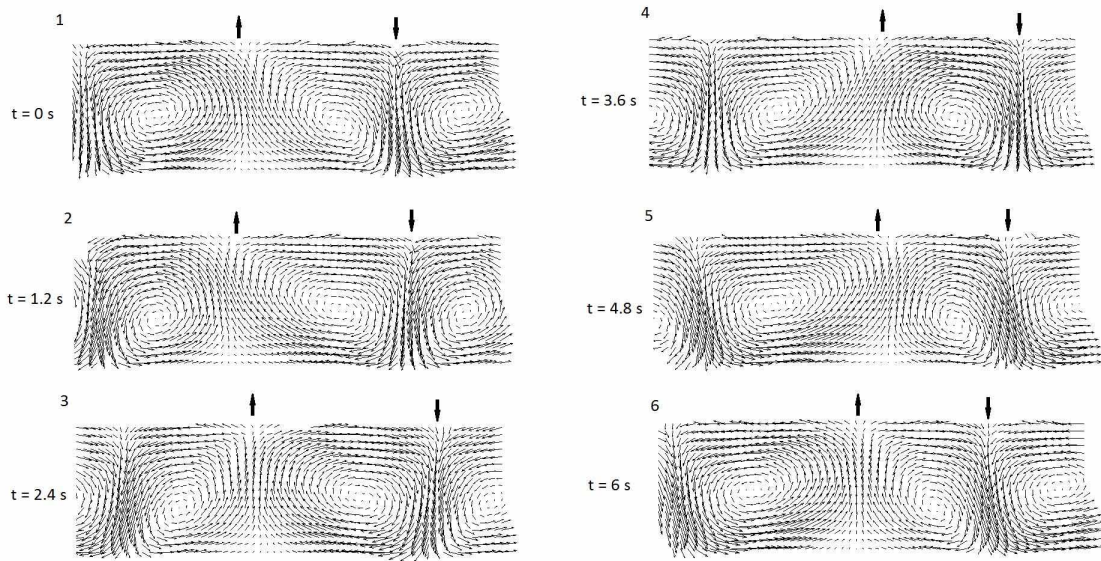 1
t = 0 s
2
t = 1.2 s
3
t = 2.4 s
4
t = 3.6 s
5
t = 4.8 s
6
t = 6 s